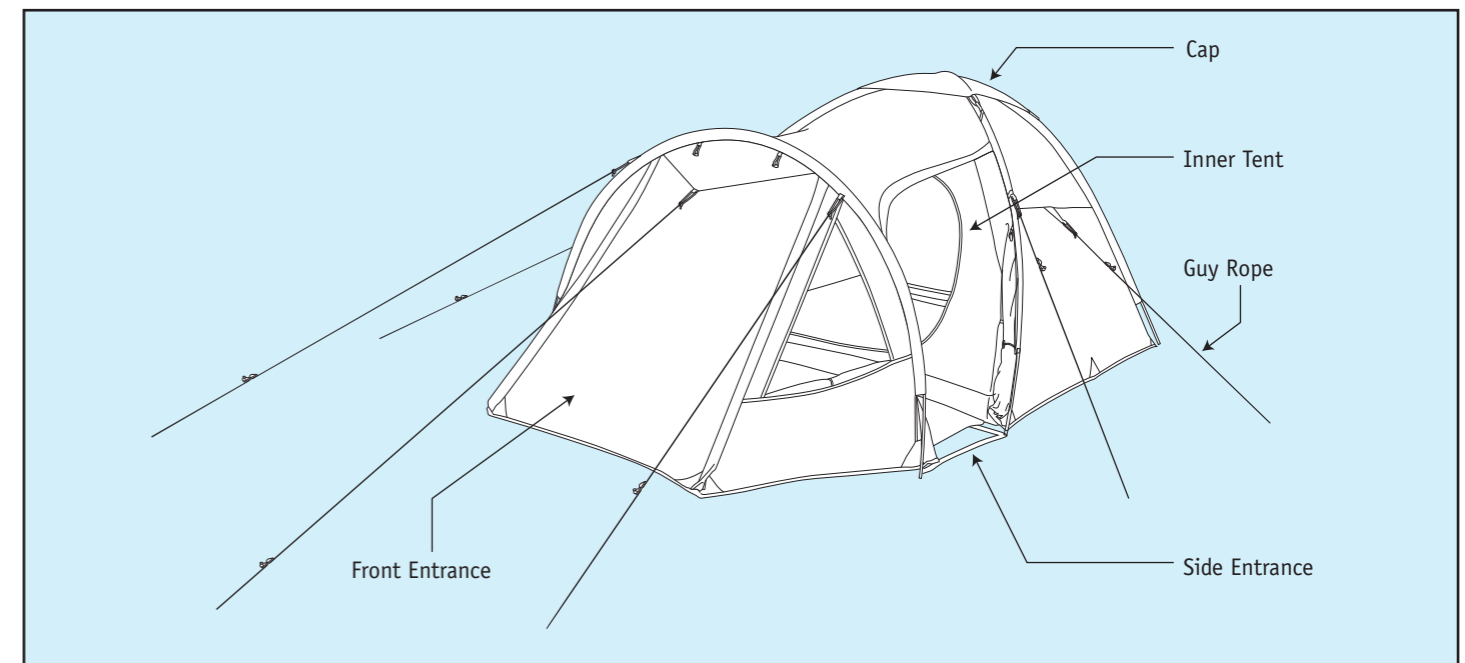 Cap
Inner Tent
Guy Rope
Front Entrance
Side Entrance